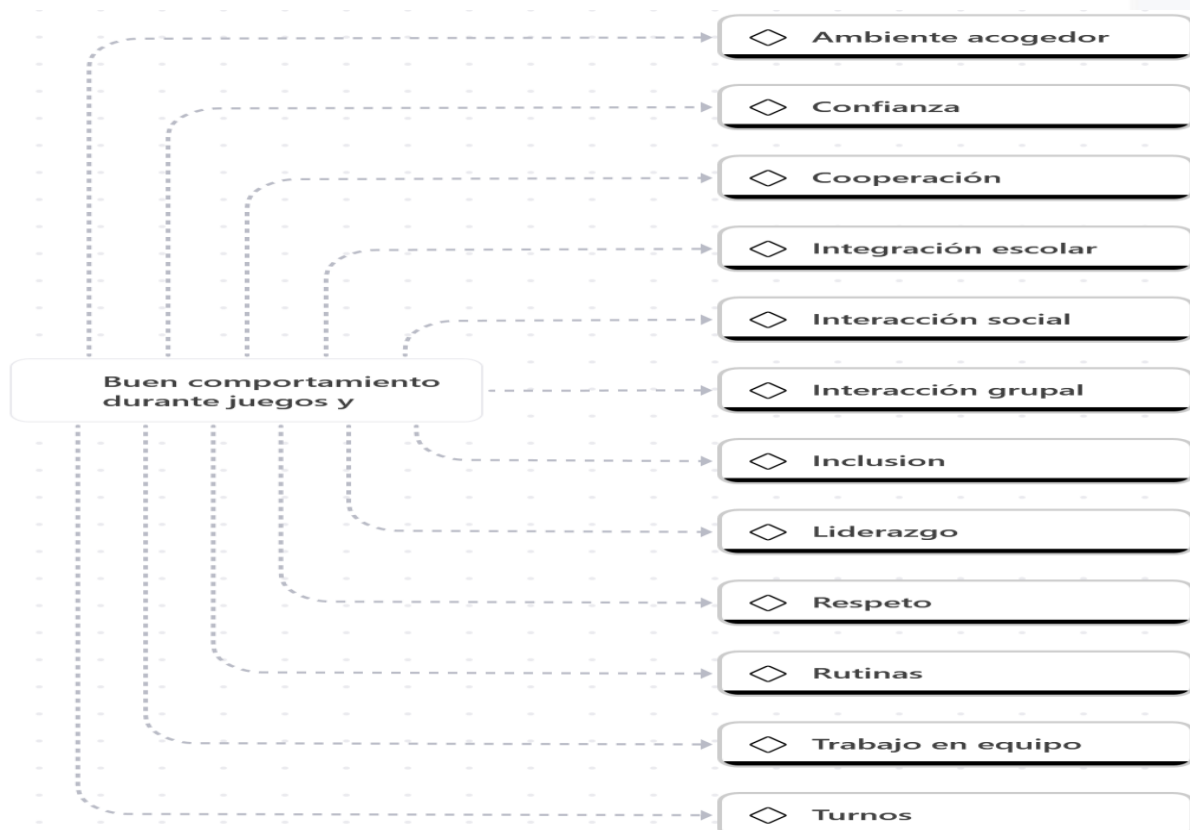 Ambiente acogedor
Confianza
Cooperación
Integración escolar
Interacción social
Buen comportamiento
durante juegos y
Interacción grupal
Inclusion
Liderazgo
Respeto
Rutinas
Trabajo en equipo
Turnos